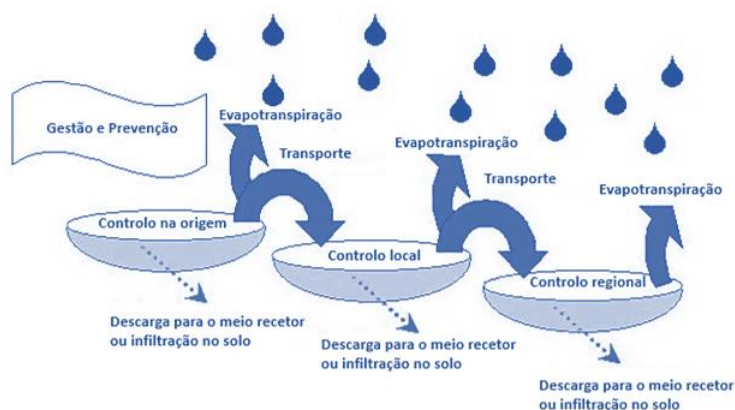 Evapotranspiração
Gestão e Prevenção
Transporte
Evapotranspiração
Transporte
Evapotranspiração
Controlo na origem
Controlo local
Controlo regional
Descarga para o meio recetor
ou infiltração no solo
Descarga para o meio recetor
ou infiltração no solo
Descarga para o meio recetor
ou infiltração no solo